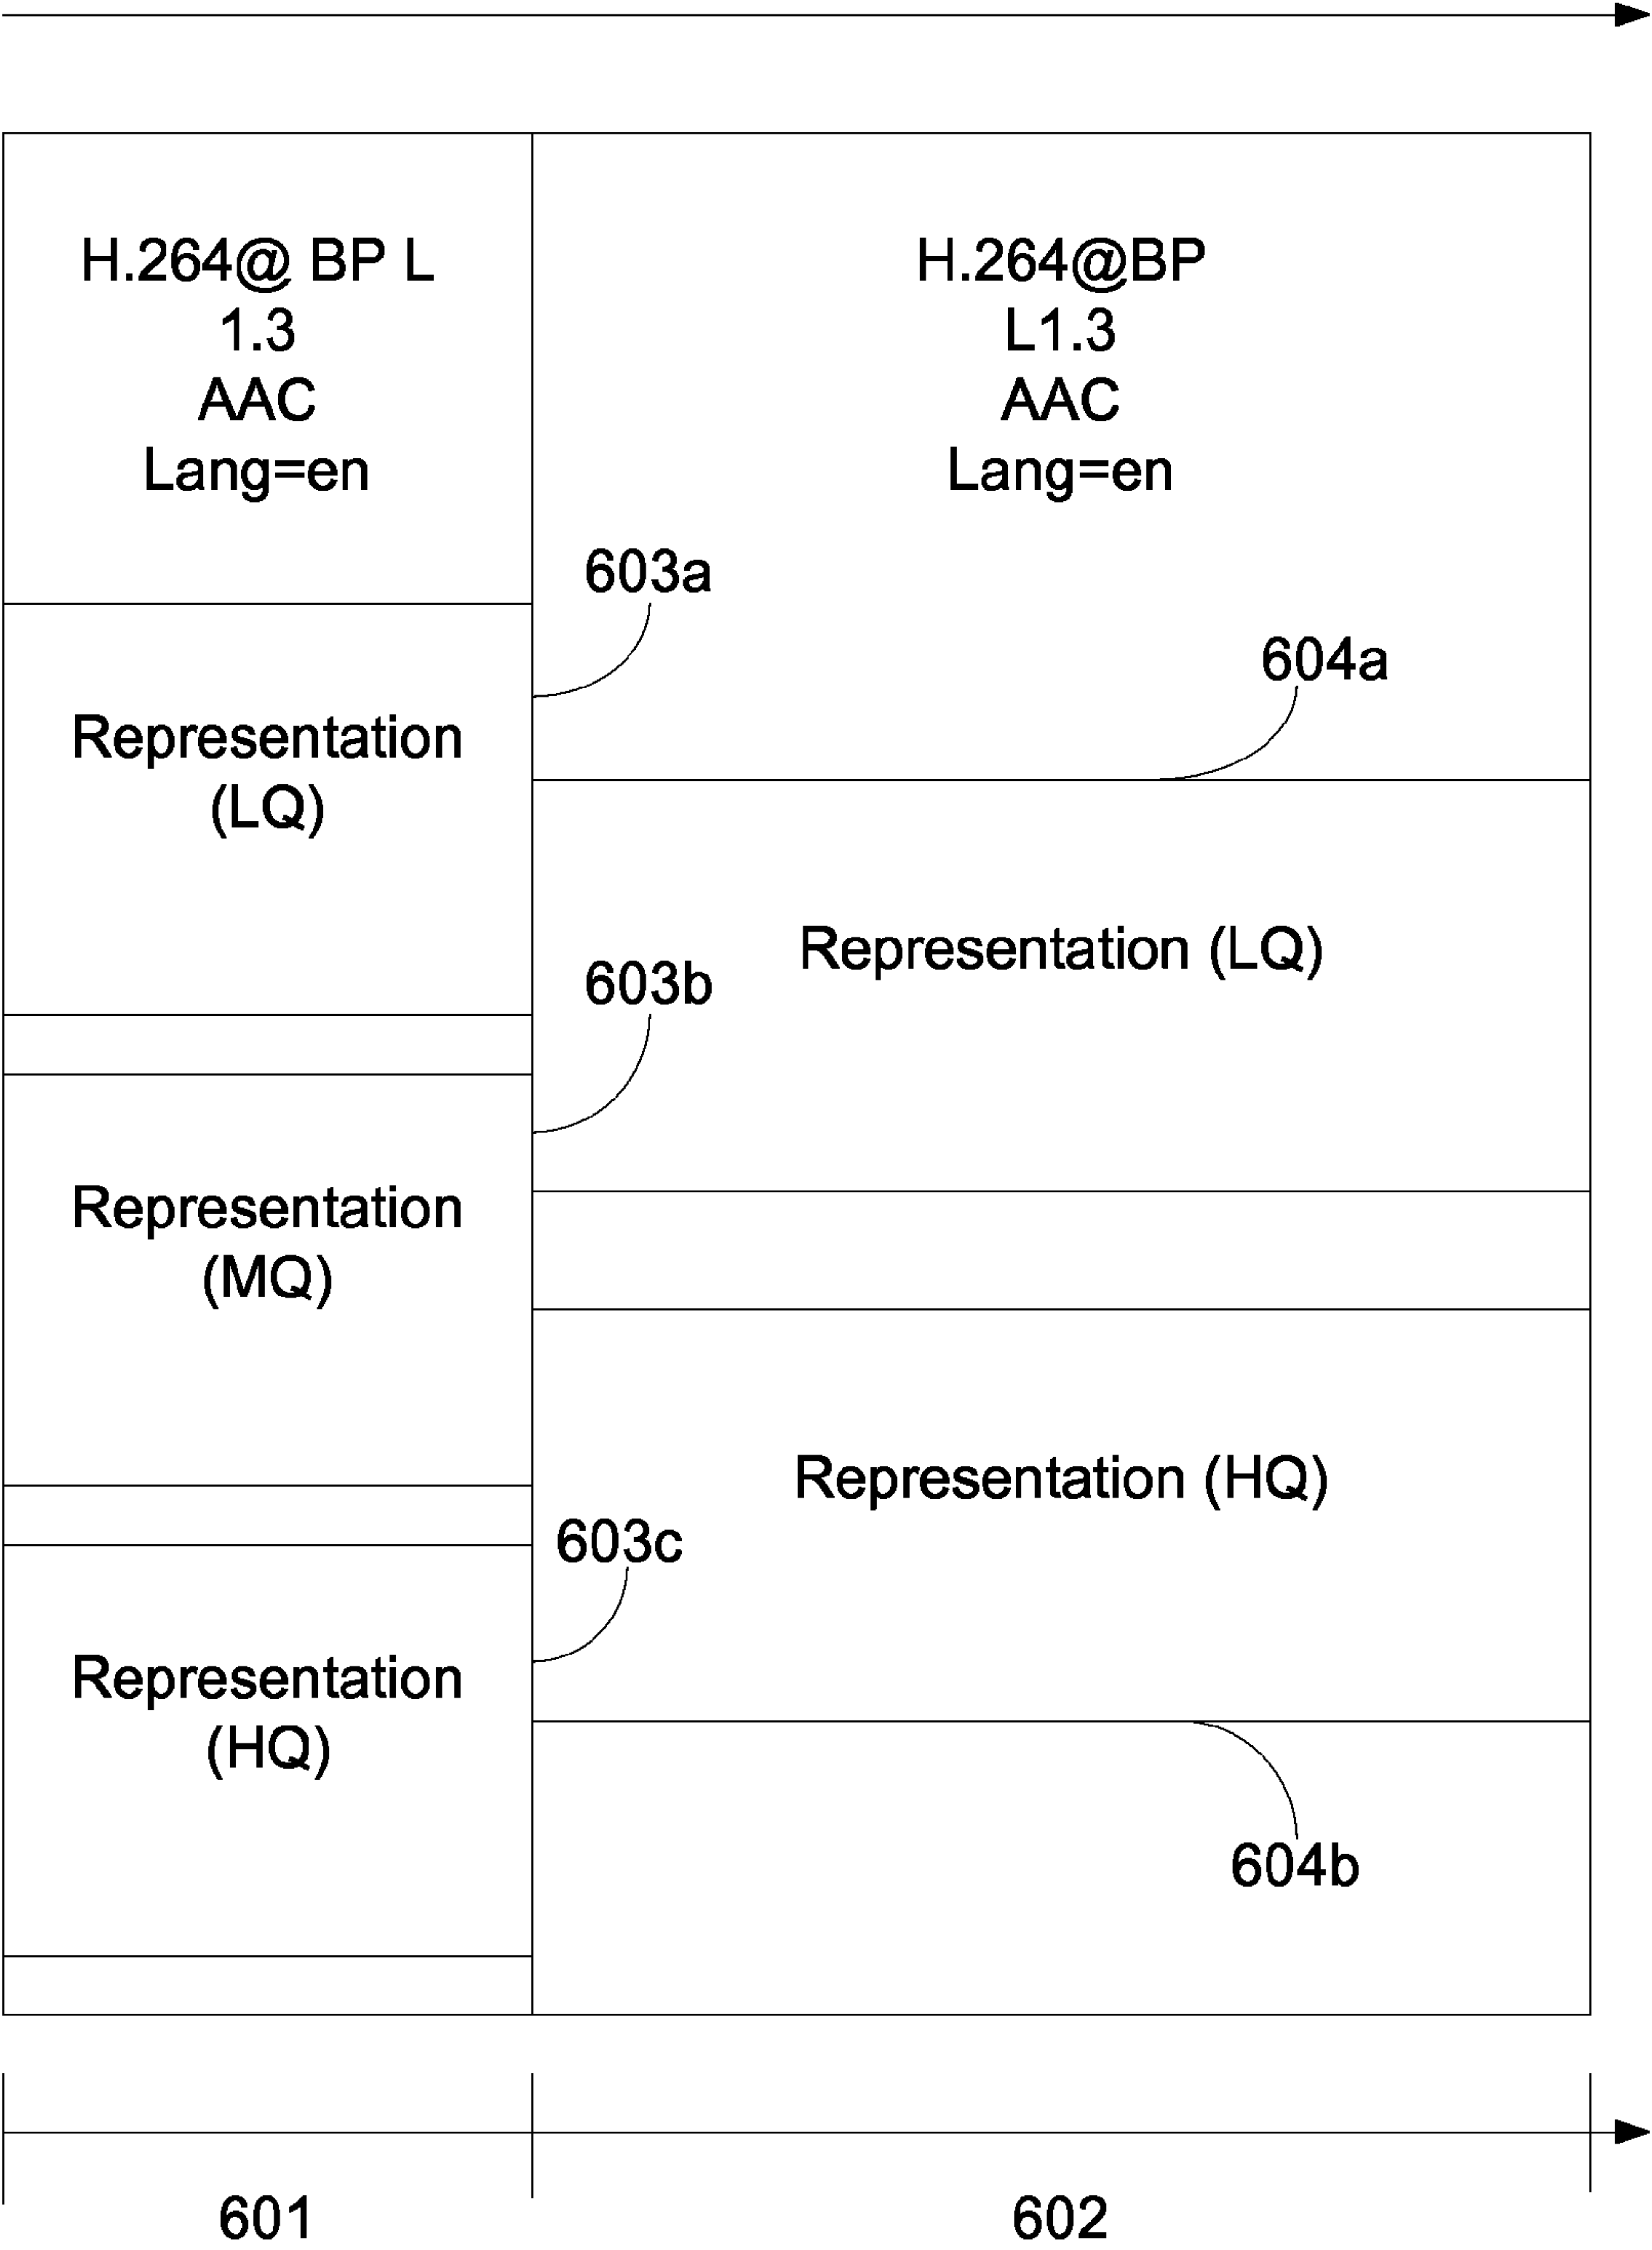 H.264@ BP L
1.3
AAC
Lang=en
H.264@BP
L1.3
AAC
Lang=en
603a
604a
Representation
(LQ)
Representation (LQ)
603b
Representation
(MQ)
Representation (HQ)
603c
Representation
(HQ)
604b
601
602